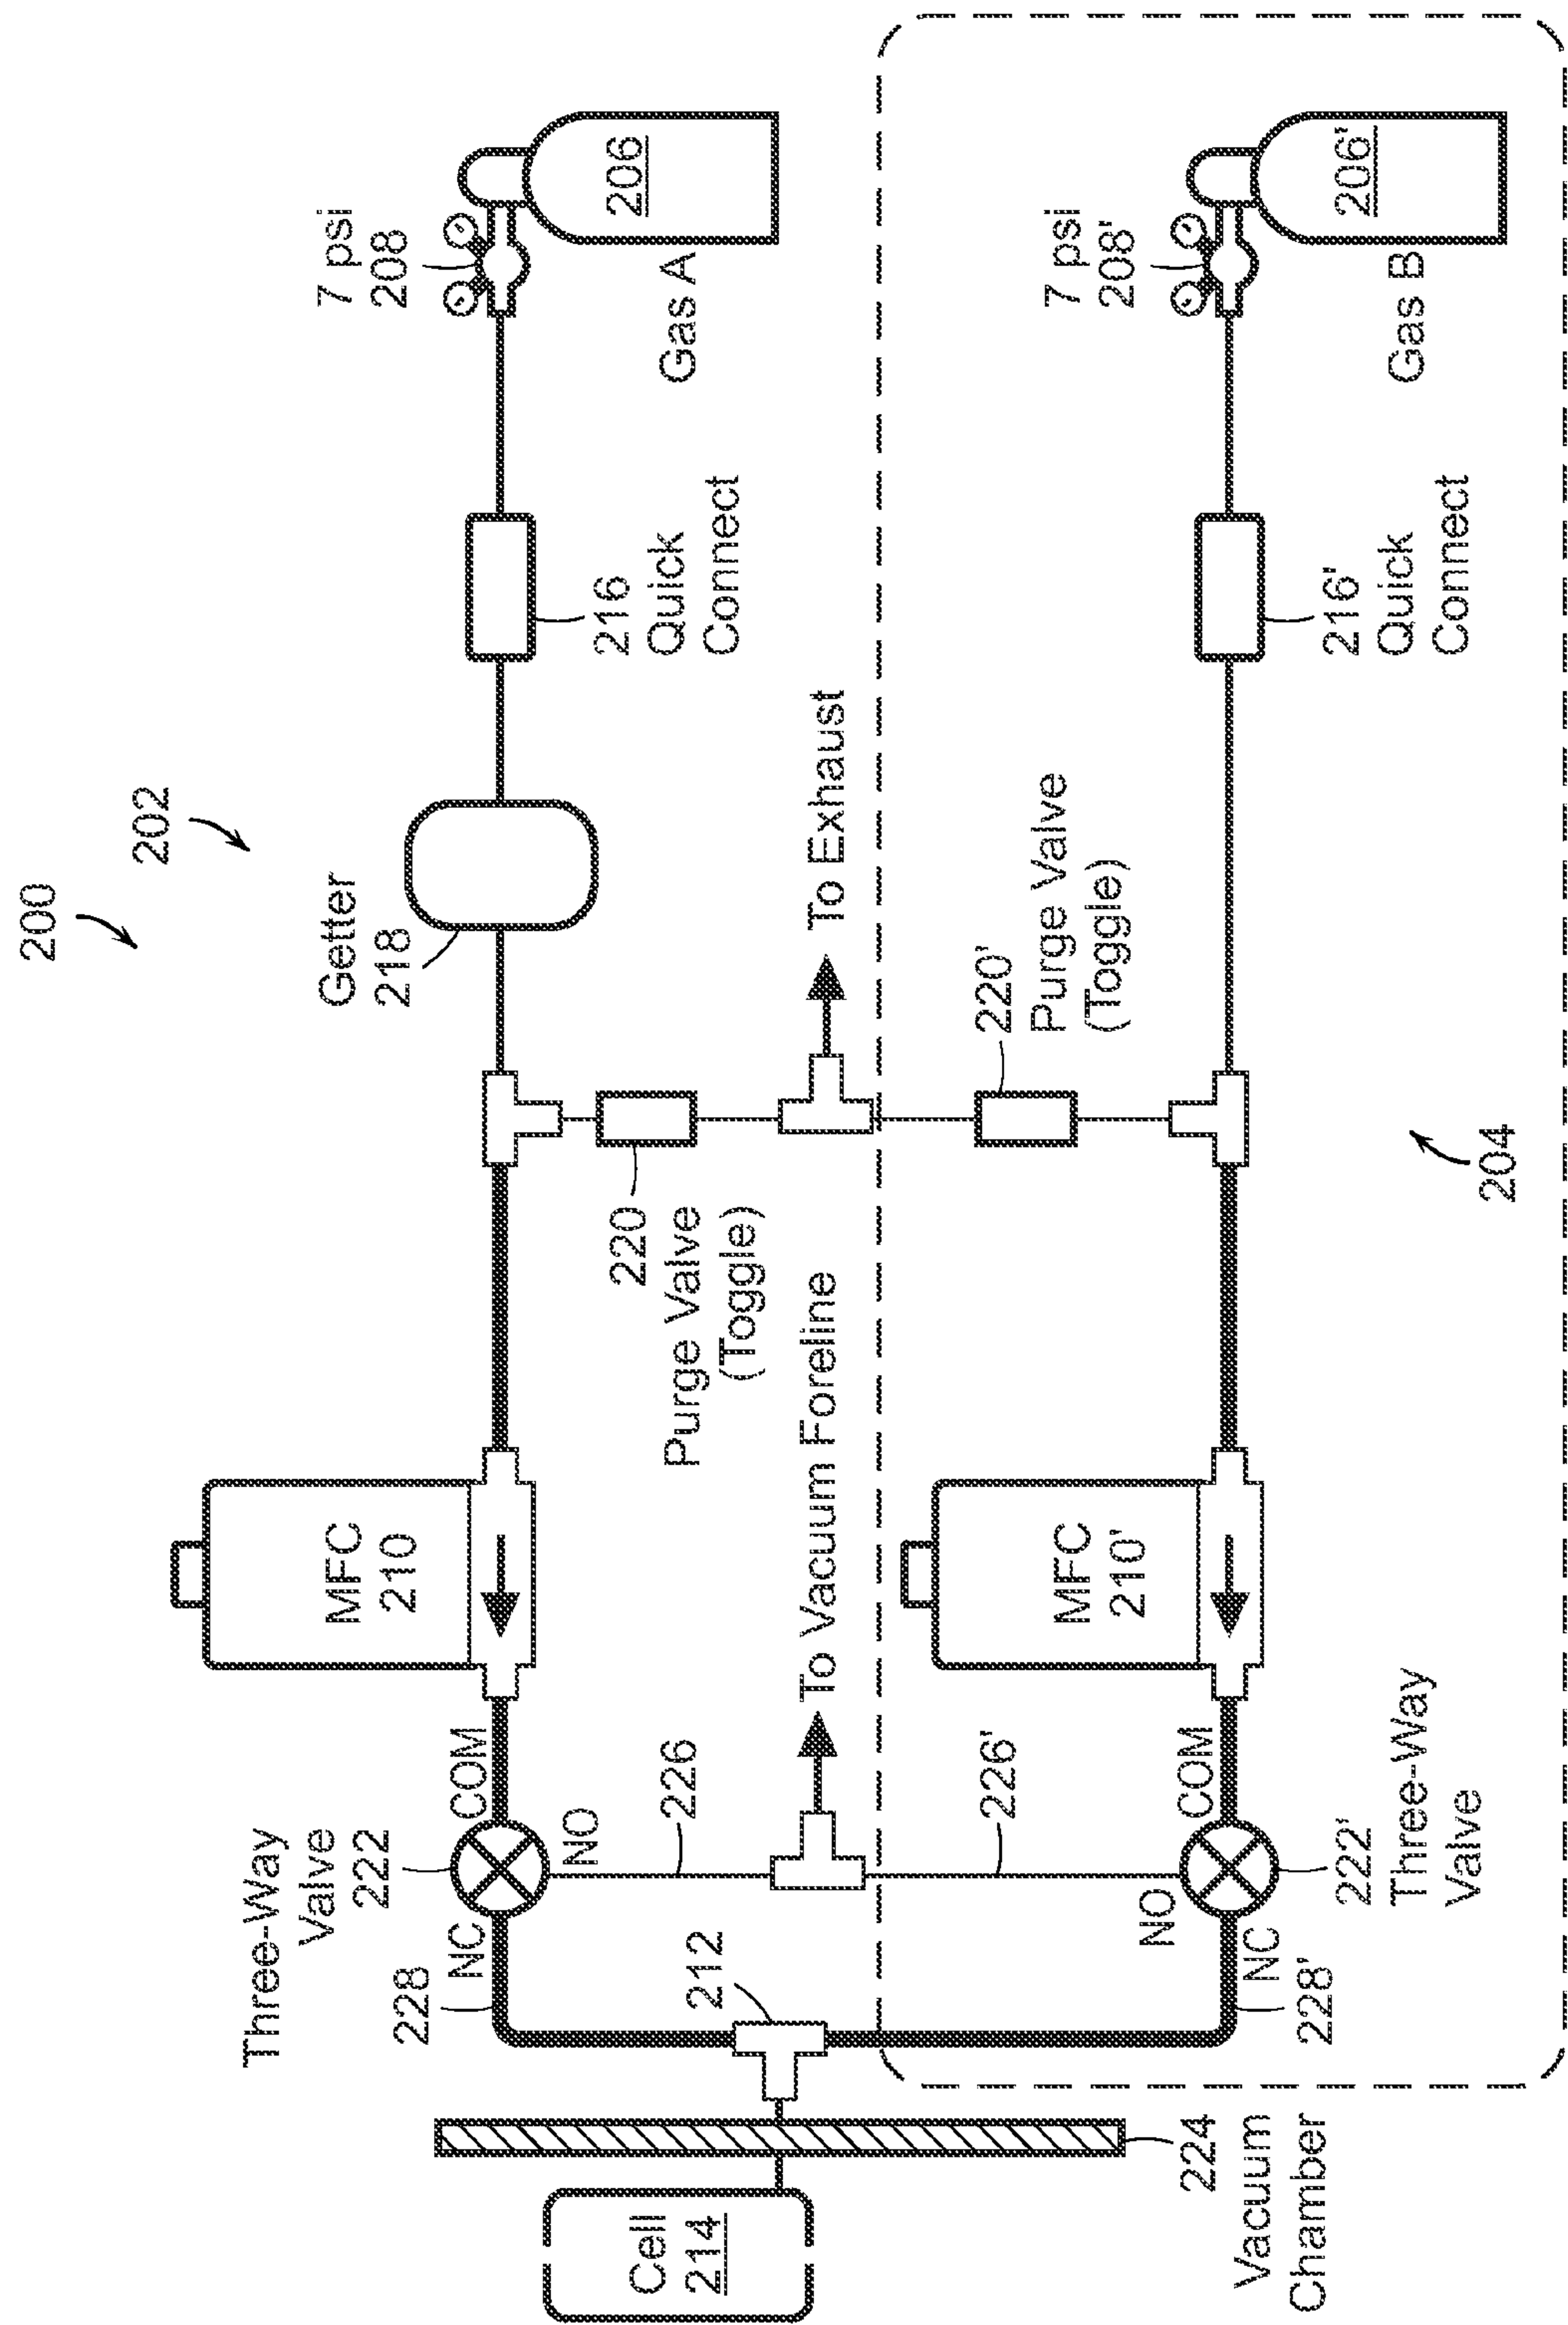 200
202
Three-Way
Valve
222
NC
COM
NO
228
MFC
210
Getter
218
7 psi
208
206
Gas A
216
Quick
Connect
220
Purge Valve
(Toggle)
To Exhaust
226
To Vacuum Foreline
212
Cell
214
224
Vacuum
Chamber
220'
Purge Valve
(Toggle)
226'
MFC
210'
7 psi
208'
206'
Gas B
216'
Quick
Connect
COM
NO
NC
228'
222'
Three-Way
Valve
204